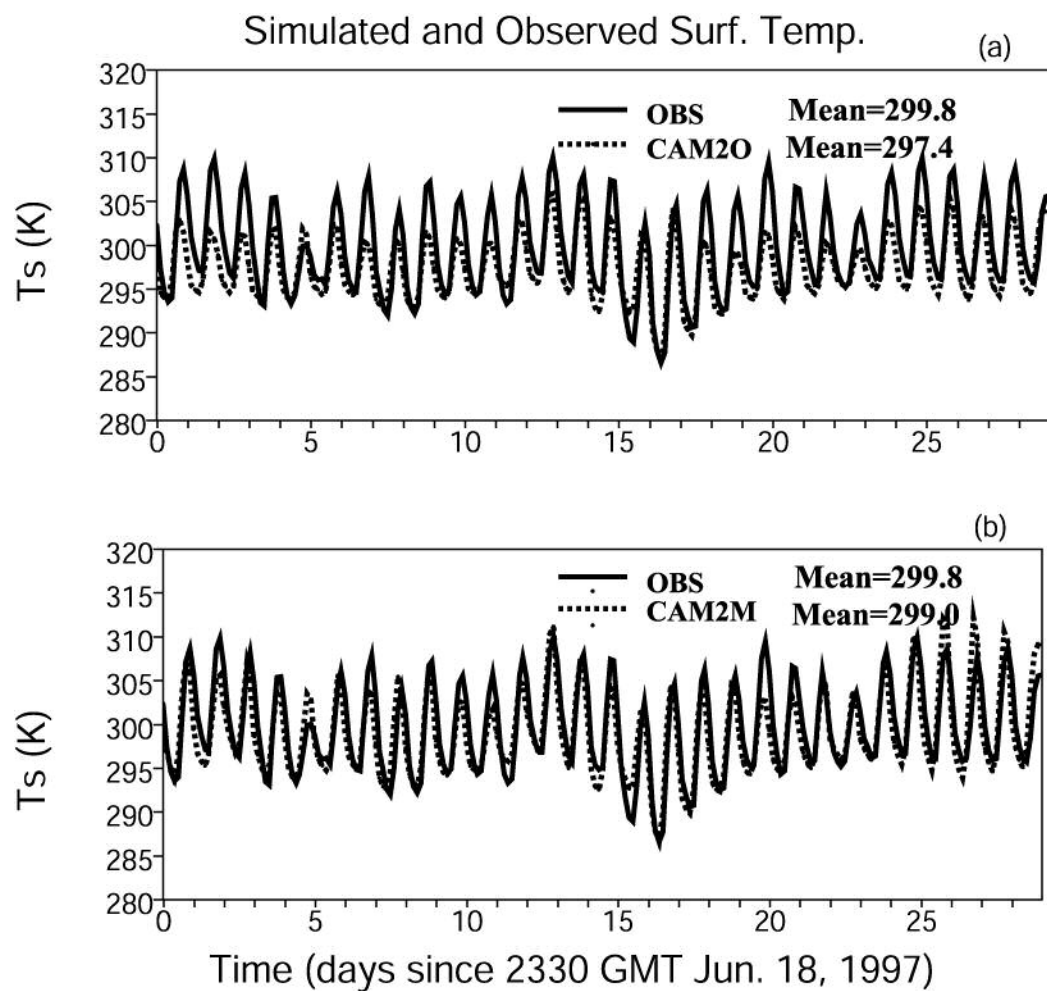 Simulated and Observed Surf. Temp.
(a)
320
315
310
305
300
295
290
285
280
Ts (K)
OBS Mean=299.8
CAM2O Mean=297.4
0 5 10 15 20 25
(b)
320
315
310
305
300
295
290
285
280
Ts (K)
OBS Mean=299.8
CAM2M Mean=299.0
0 5 10 15 20 25
Time (days since 2330 GMT Jun. 18, 1997)